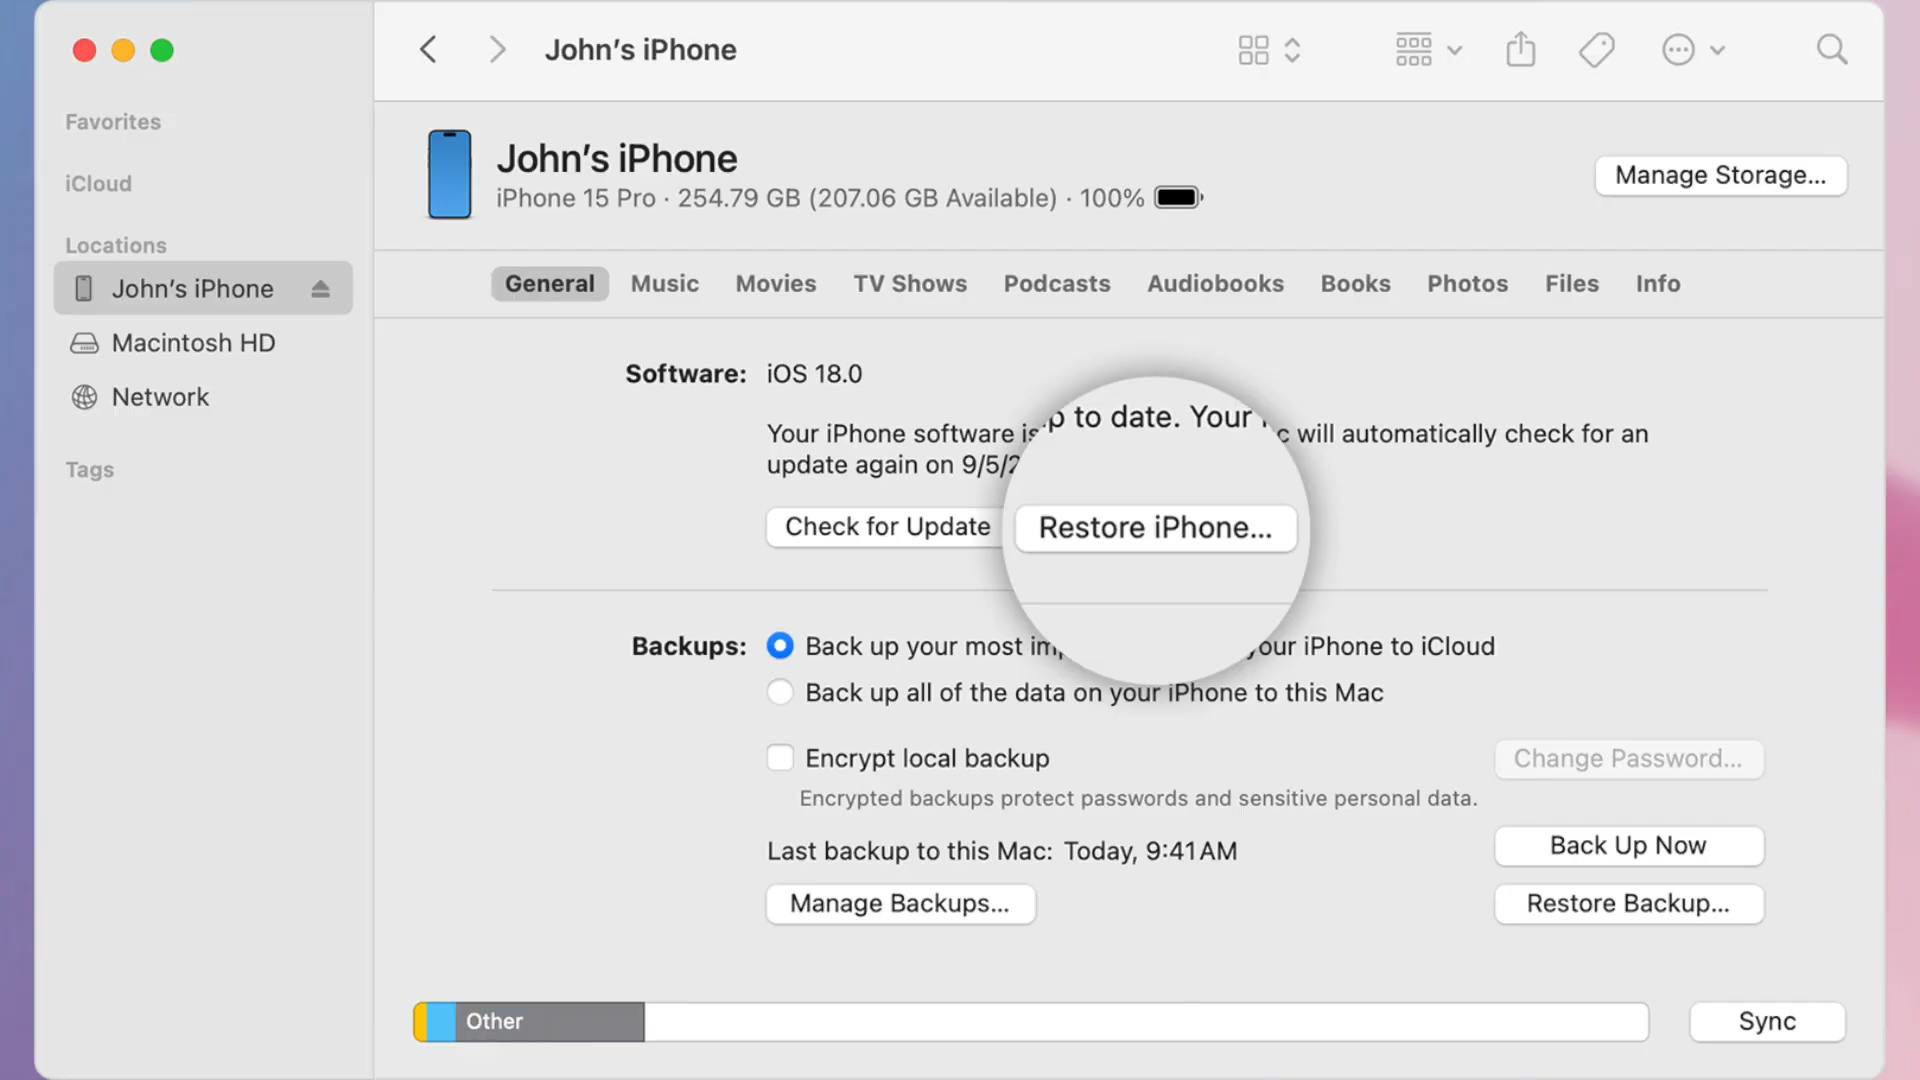 John's iPhone
Favorites
iCloud
Locations
John's iPhone
Macintosh HD
Network
Tags
John's iPhone
iPhone 15 Pro · 254.79 GB (207.06 GB Available) · 100%
Manage Storage...
General Music Movies TV Shows Podcasts Audiobooks Books Photos Files Info
Software: iOS 18.0
Your iPhone software is to date. Your will automatically check for an
update again on 9/5/2
Check for Update Restore iPhone...
Backups: Back up your most your iPhone to iCloud
Back up all of the data on your iPhone to this Mac
Encrypt local backup Change Password...
Encrypted backups protect passwords and sensitive personal data.
Last backup to this Mac: Today, 9:41 AM Back Up Now
Manage Backups... Restore Backup...
Other Sync